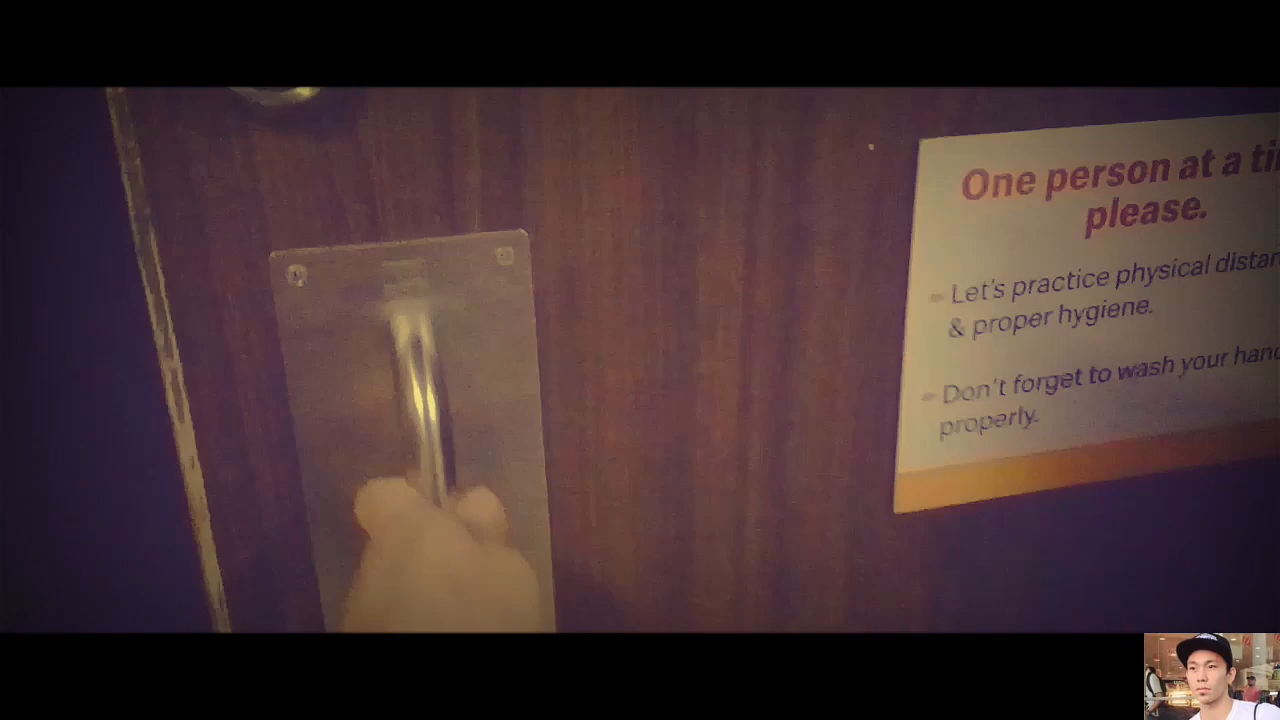 One person at a ti
please.
Let's practice physical distan
& proper hygiene.
Don't forget to wash your hand
properly.